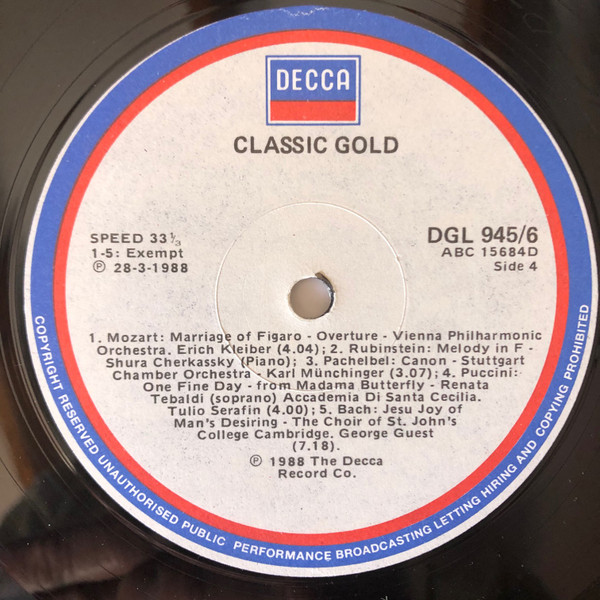 DECCA
CLASSIC GOLD
SPEED 33⅓
1-5: Exempt
℗ 28-3-1988
DGL 945/6
ABC 15684D
Side 4
1. Mozart: Marriage of Figaro - Overture - Vienna Philharmonic
Orchestra, Erich Kleiber (4.04); 2. Rubinstein: Melody in F -
Shura Cherkassky (Piano); 3. Pachelbel: Canon - Stuttgart
Chamber Orchestra - Karl Münchinger (3.07); 4. Puccini:
One Fine Day - from Madama Butterfly - Renata
Tebaldi (soprano) Accademia Di Santa Cecilia,
Tulio Serafin (4.00); 5. Bach: Jesu Joy of
Man's Desiring - The Choir of St. John's
College Cambridge, George Guest
(7.18).
℗ 1988 The Decca
Record Co.
COPYRIGHT RESERVED UNAUTHORISED PUBLIC PERFORMANCE BROADCASTING LETTING HIRING AND COPYING PROHIBITED